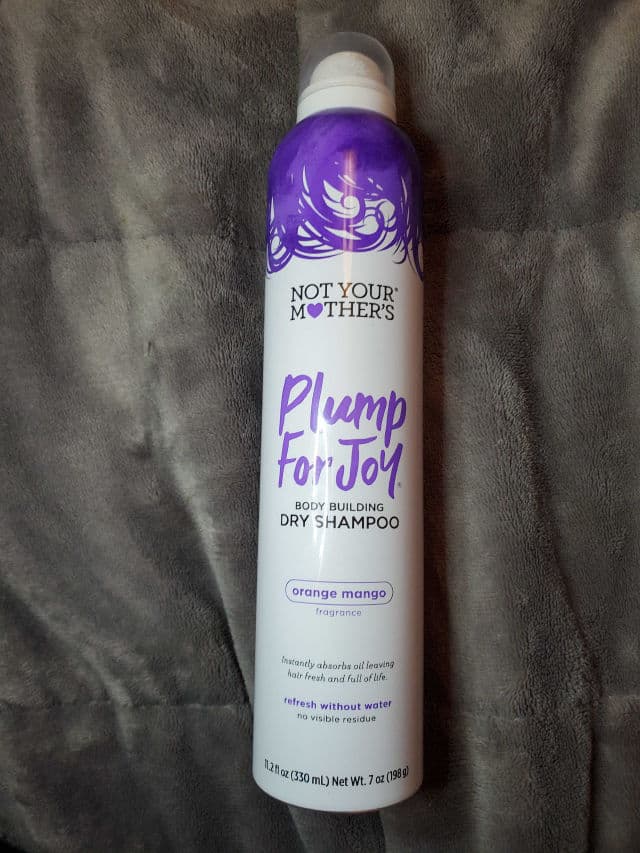 NOT YOUR®
M💜THER'S
Plump
For Joy®
BODY BUILDING
DRY SHAMPOO
orange mango
fragrance
Instantly absorbs oil leaving
hair fresh and full of life.
refresh without water
no visible residue
11.2 fl oz (330 mL) Net Wt. 7 oz (198 g)